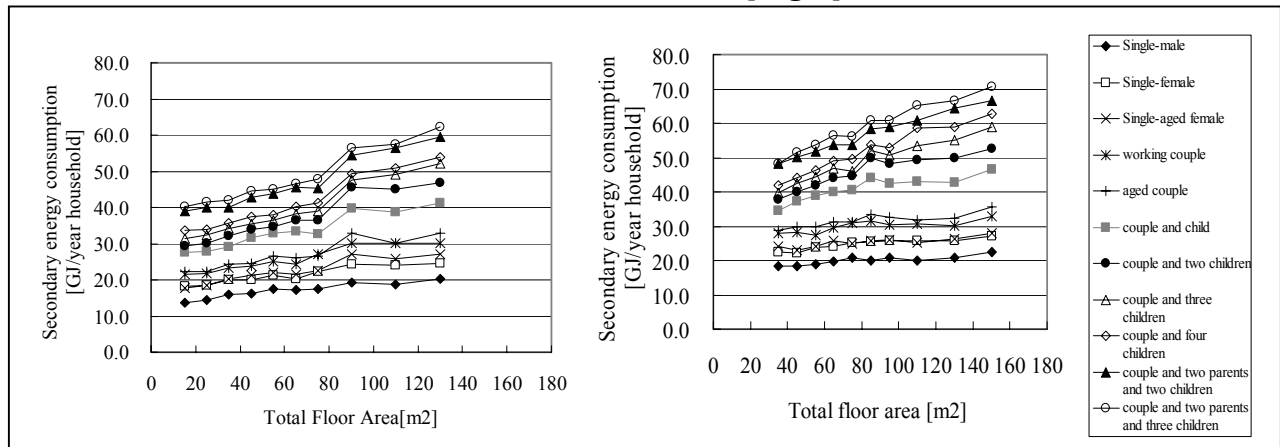 Secondary energy consumption
[GJ/year household]
80.0
70.0
60.0
50.0
40.0
30.0
20.0
10.0
0.0
0 20 40 60 80 100 120 140 160 180
Total Floor Area[m2]
Secondary energy consumption
[GJ/year household]
80.0
70.0
60.0
50.0
40.0
30.0
20.0
10.0
0.0
0 20 40 60 80 100 120 140 160 180
Total floor area [m2]
Single-male
Single-female
Single-aged female
working couple
aged couple
couple and child
couple and two children
couple and three
children
couple and four
children
couple and two parents
and two children
couple and two parents
and three children